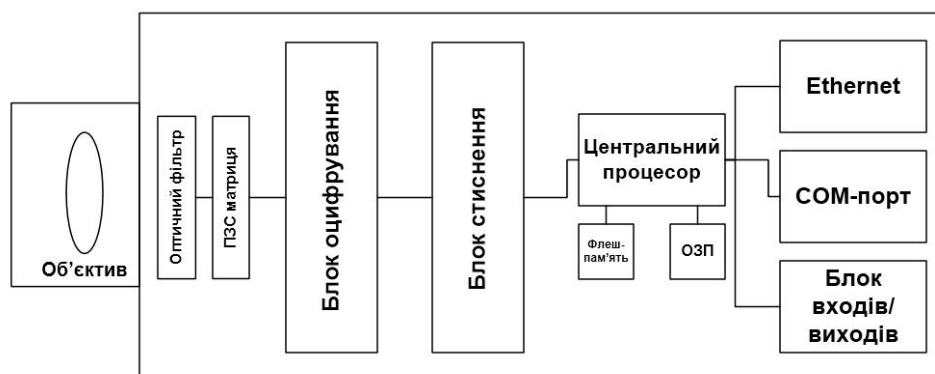 Об’єктив
Оптичний фільтр
ПЗС матриця
Блок оцифрування
Блок стиснення
Центральний
процесор
Флеш-
пам’ять
ОЗП
Ethernet
COM-порт
Блок
входів/
виходів